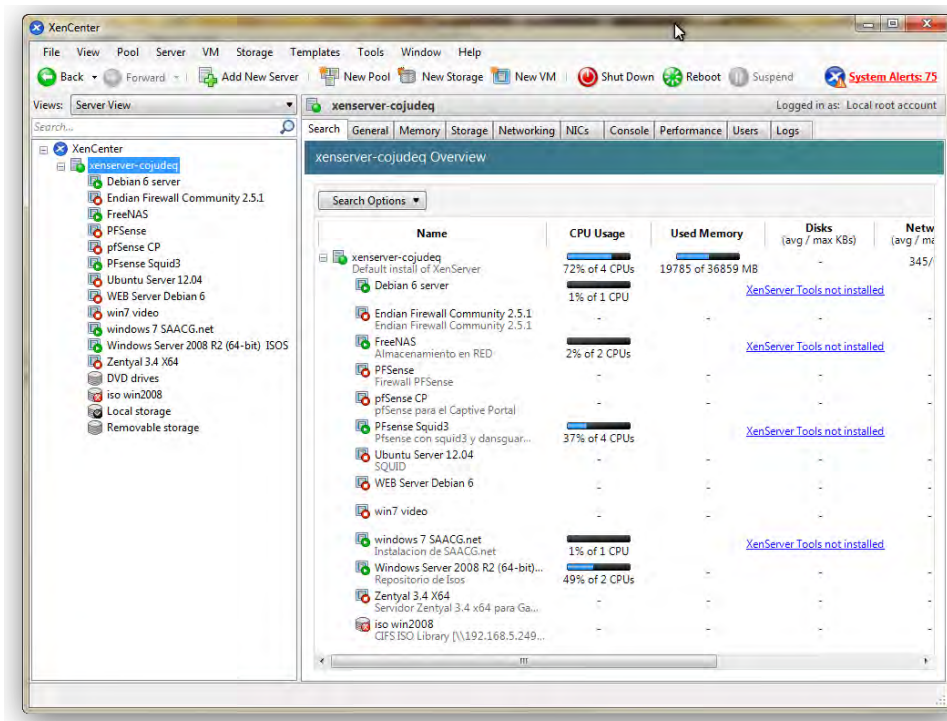 XenCenter
File View Pool Server VM Storage Templates Tools Window Help
Back Forward Add New Server New Pool New Storage New VM Shut Down Reboot Suspend System Alerts: 75
Views: Server View
xenserver-cojudeq Logged in as: Local root account
Search...
Search General Memory Storage Networking NICs Console Performance Users Logs
XenCenter
xenserver-cojudeq
Debian 6 server
Endian Firewall Community 2.5.1
FreeNAS
PFSense
pfSense CP
PFsense Squid3
Ubuntu Server 12.04
WEB Server Debian 6
win7 video
windows 7 SAACG.net
Windows Server 2008 R2 (64-bit) ISOS
Zentyal 3.4 X64
DVD drives
iso win2008
Local storage
Removable storage
xenserver-cojudeq Overview
Search Options
Name CPU Usage Used Memory Disks Netw
(avg / max KBs) (avg / ma
xenserver-cojudeq
Default install of XenServer 72% of 4 CPUs 19785 of 36859 MB - 345/
Debian 6 server
1% of 1 CPU XenServer Tools not installed
Endian Firewall Community 2.5.1
Endian Firewall Community 2.5.1 - - - -
FreeNAS
Almacenamiento en RED 2% of 2 CPUs XenServer Tools not installed
PFSense
Firewall PFSense - - - -
pfSense CP
pfSense para el Captive Portal - - - -
PFsense Squid3
Pfsense con squid3 y dansguar... 37% of 4 CPUs XenServer Tools not installed
Ubuntu Server 12.04
SQUID - - - -
WEB Server Debian 6 - - - -
win7 video - - - -
windows 7 SAACG.net
Instalacion de SAACG.net 1% of 1 CPU XenServer Tools not installed
Windows Server 2008 R2 (64-bit)...
Repositorio de Isos 49% of 2 CPUs - - -
Zentyal 3.4 X64
Servidor Zentyal 3.4 x64 para Ga... - - - -
iso win2008
CIFS ISO Library [\\192.168.5.249... - - - -